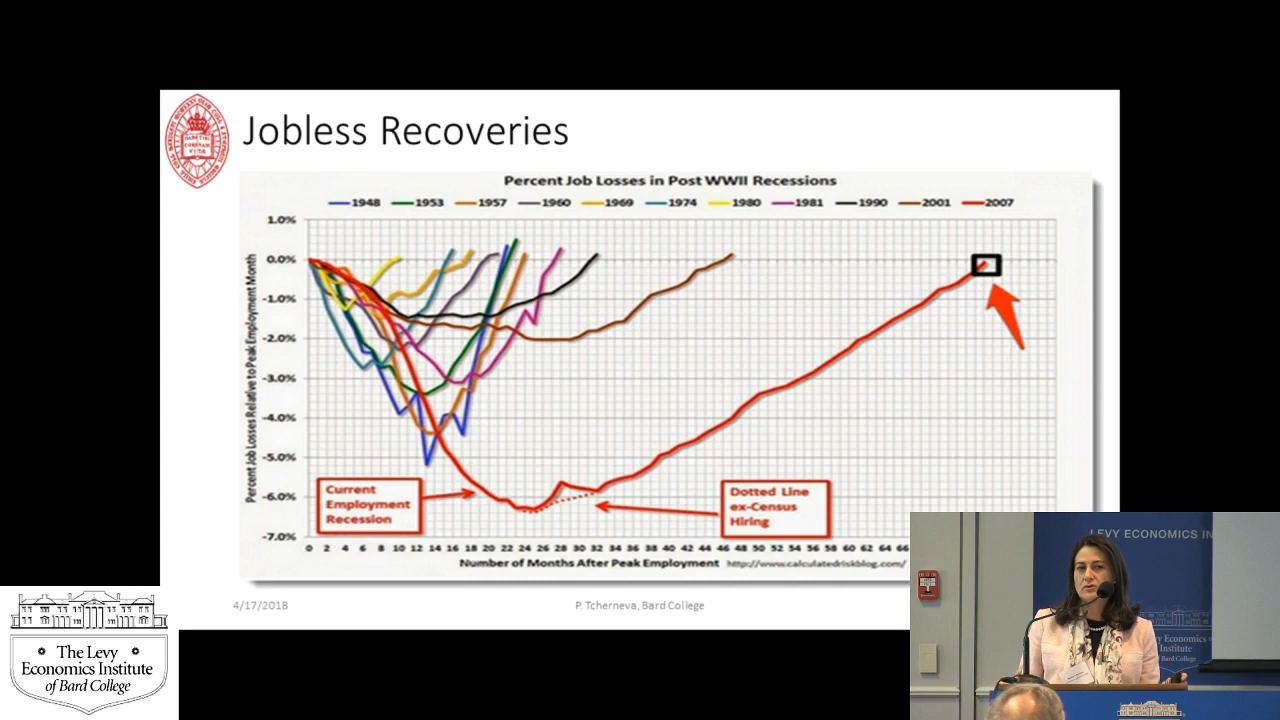 Jobless Recoveries
Percent Job Losses in Post WWII Recessions
1948 1953 1957 1960 1969 1974 1980 1981 1990 2001 2007
Percent Job Losses Relative to Peak Employment Month
1.0%
0.0%
-1.0%
-2.0%
-3.0%
-4.0%
-5.0%
-6.0%
-7.0%
Current
Employment
Recession
Dotted Line
ex-Census
Hiring
0 2 4 6 8 10 12 14 16 18 20 22 24 26 28 30 32 34 36 38 40 42 44 46 48 50 52 54 56 58 60 62 64 66
Number of Months After Peak Employment http://www.calculatedriskblog.com/
4/17/2018
P. Tcherneva, Bard College
The Levy
Economics Institute
of Bard College
LEVY ECONOMICS IN
vy Economics
Institute
Bard College